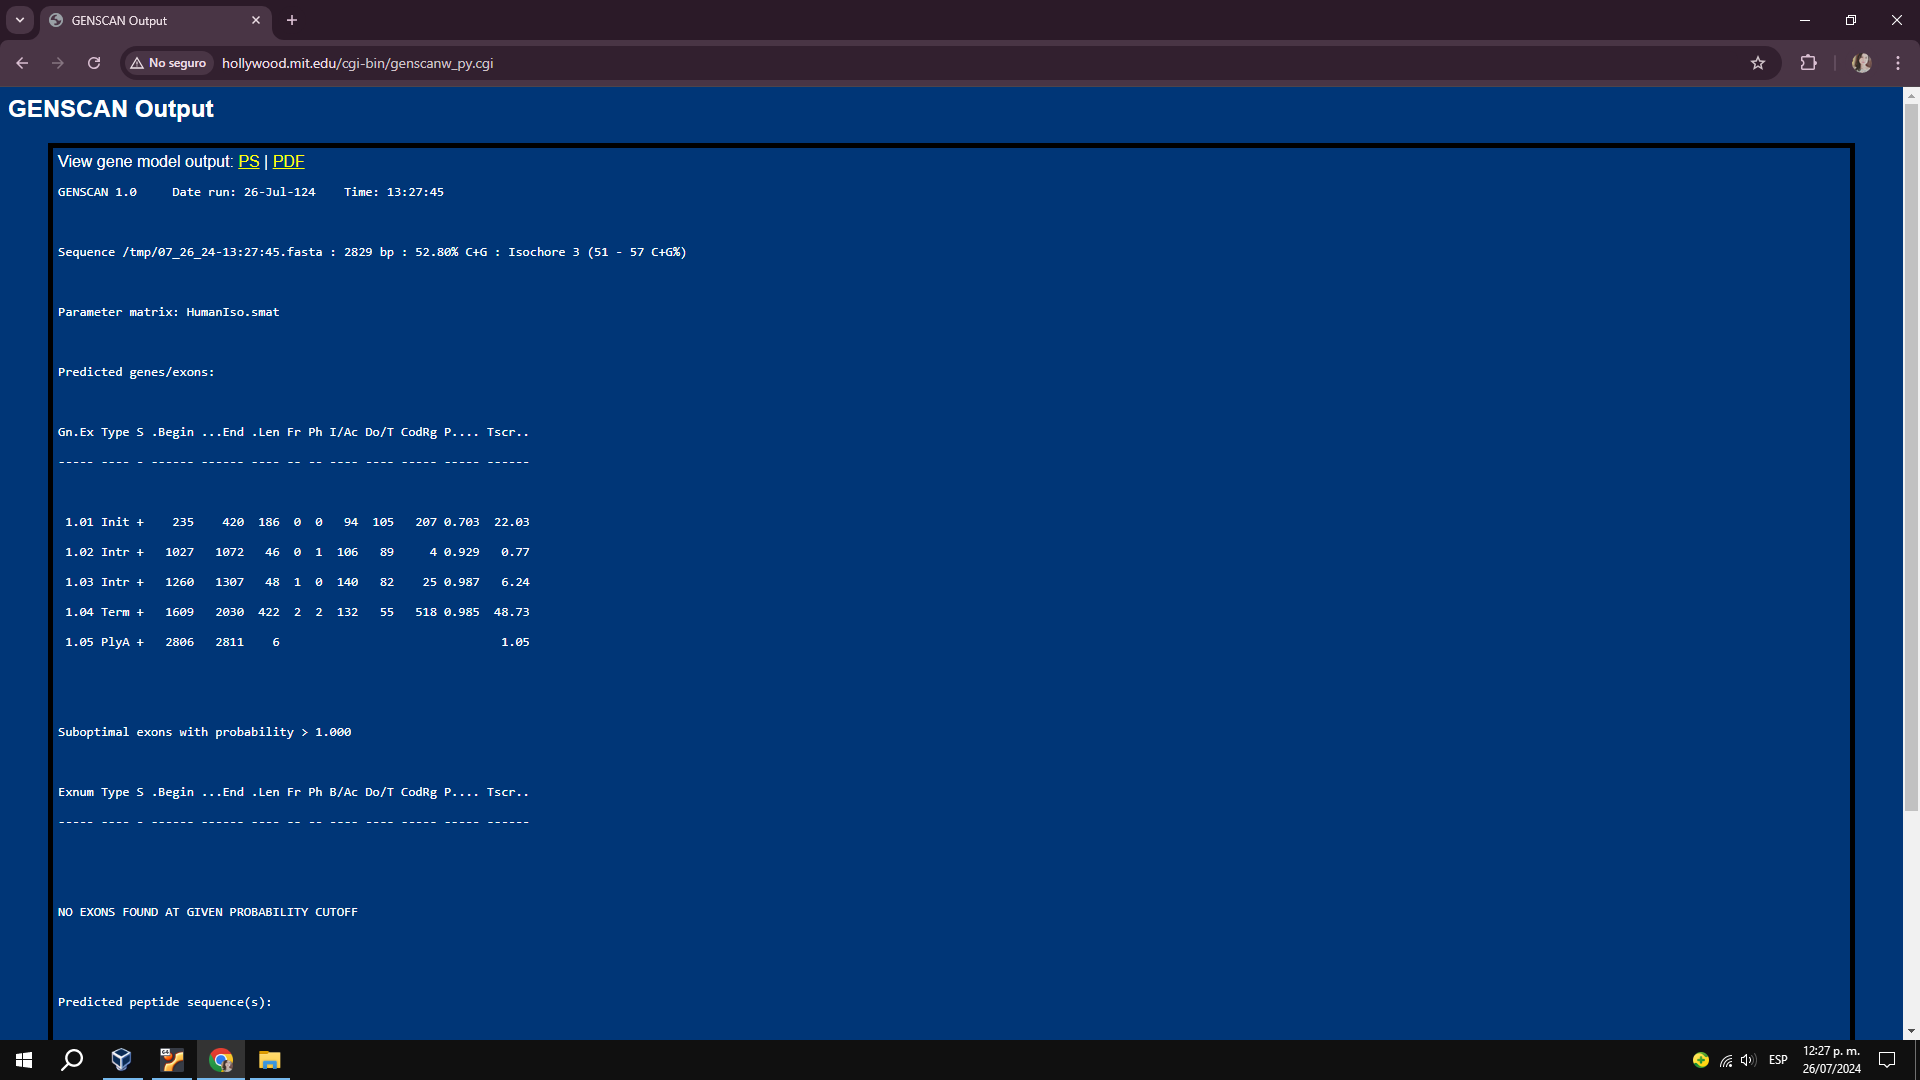 GENSCAN Output
No seguro
hollywood.mit.edu/cgi-bin/genscanw_py.cgi
GENSCAN Output
View gene model output: PS | PDF
GENSCAN 1.0     Date run: 26-Jul-124    Time: 13:27:45
Sequence /tmp/07_26_24-13:27:45.fasta : 2829 bp : 52.80% C+G : Isochore 3 (51 - 57 C+G%)
Parameter matrix: HumanIso.smat
Predicted genes/exons:
Gn.Ex Type S .Begin ...End .Len Fr Ph I/Ac Do/T CodRg P.... Tscr..
----- ---- - ------ ------ ---- -- -- ---- ---- ----- ----- ------
 1.01 Init +    235    420  186  0  0   94  105   207 0.703  22.03
 1.02 Intr +   1027   1072   46  0  1  106   89     4 0.929   0.77
 1.03 Intr +   1260   1307   48  1  0  140   82    25 0.987   6.24
 1.04 Term +   1609   2030  422  2  2  132   55   518 0.985  48.73
 1.05 PlyA +   2806   2811    6                               1.05
Suboptimal exons with probability > 1.000
Exnum Type S .Begin ...End .Len Fr Ph B/Ac Do/T CodRg P.... Tscr..
----- ---- - ------ ------ ---- -- -- ---- ---- ----- ----- ------
NO EXONS FOUND AT GIVEN PROBABILITY CUTOFF
Predicted peptide sequence(s):
ESP
12:27 p. m.
26/07/2024